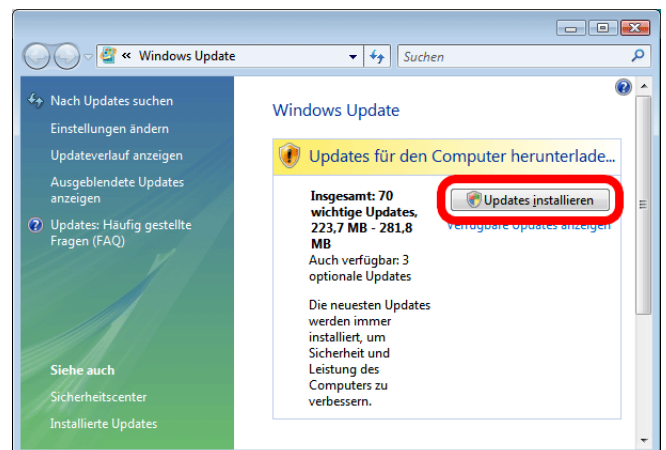 « Windows Update
Suchen
Nach Updates suchen
Einstellungen ändern
Updateverlauf anzeigen
Ausgeblendete Updates
anzeigen
Updates: Häufig gestellte
Fragen (FAQ)
Siehe auch
Sicherheitscenter
Installierte Updates
Windows Update
Updates für den Computer herunterlade...
Insgesamt: 70
wichtige Updates,
223,7 MB - 281,8
MB
Auch verfügbar: 3
optionale Updates
Updates installieren
Verfügbare Updates anzeigen
Die neuesten Updates
werden immer
installiert, um
Sicherheit und
Leistung des
Computers zu
verbessern.